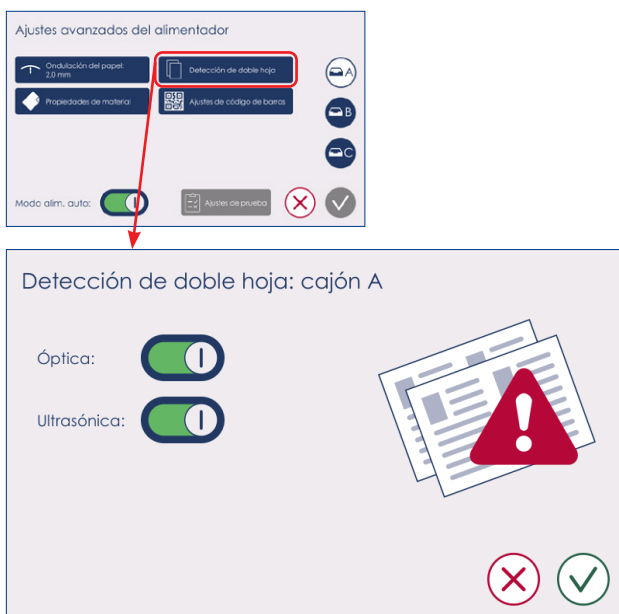 Ajustes avanzados del alimentador
Ondulación del papel:
2,0 mm
Detección de doble hoja
A
Propiedades de material
Ajustes de código de barras
B
C
Modo alim. auto:
Ajustes de prueba
Detección de doble hoja: cajón A
Óptica:
Ultrasónica: